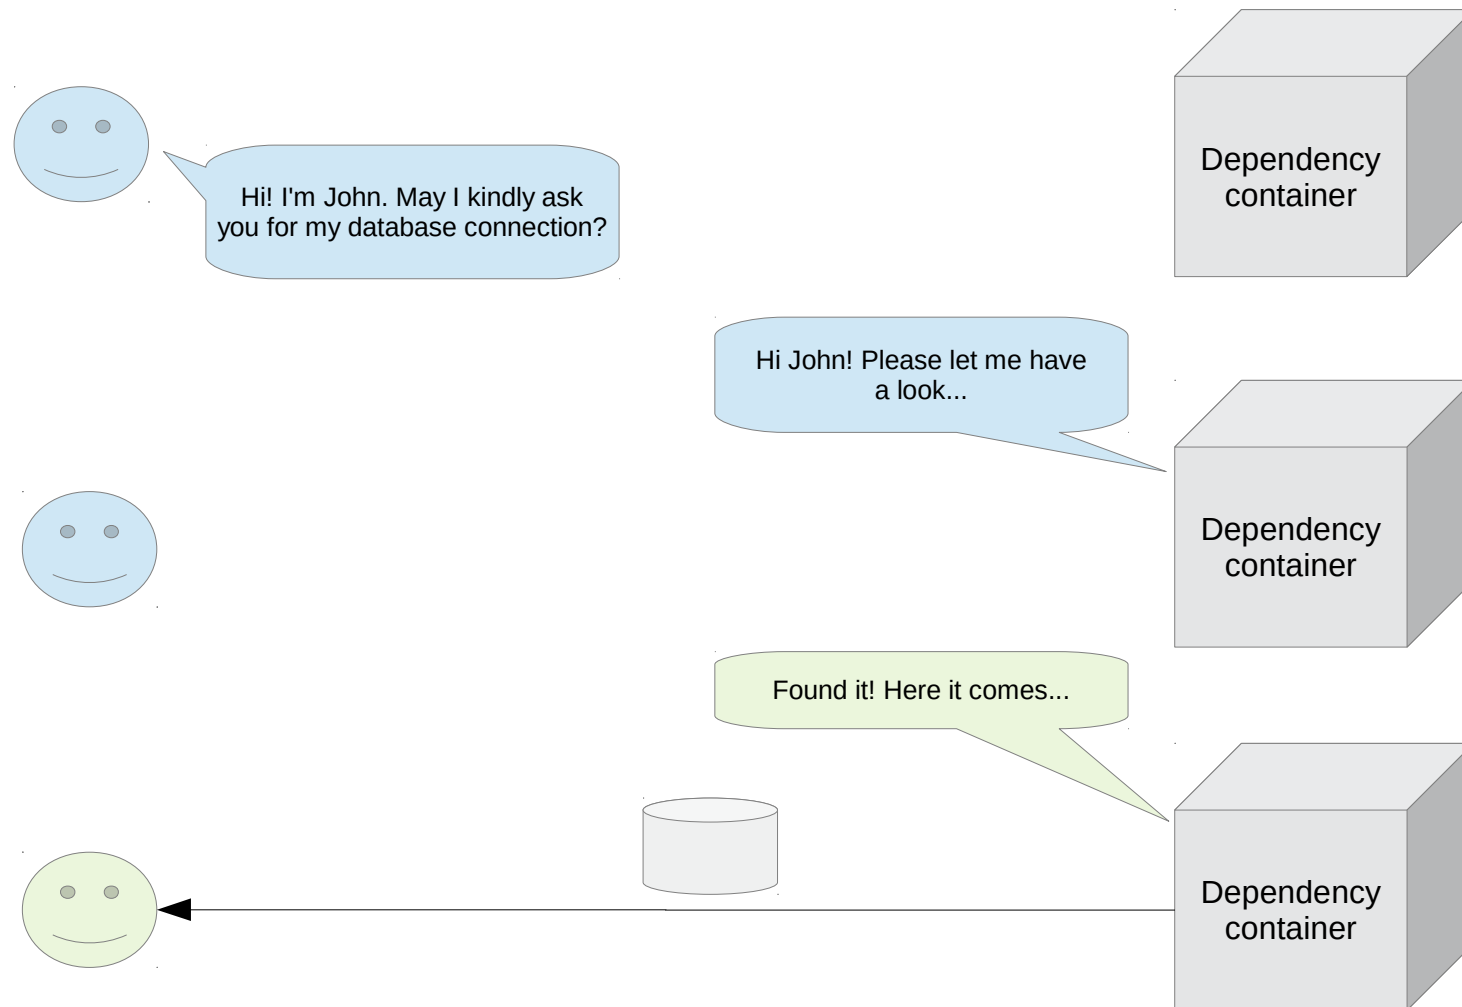 Hi! I'm John. May I kindly ask
you for my database connection?
Dependency
container
Hi John! Please let me have
a look...
Dependency
container
Found it! Here it comes...
Dependency
container